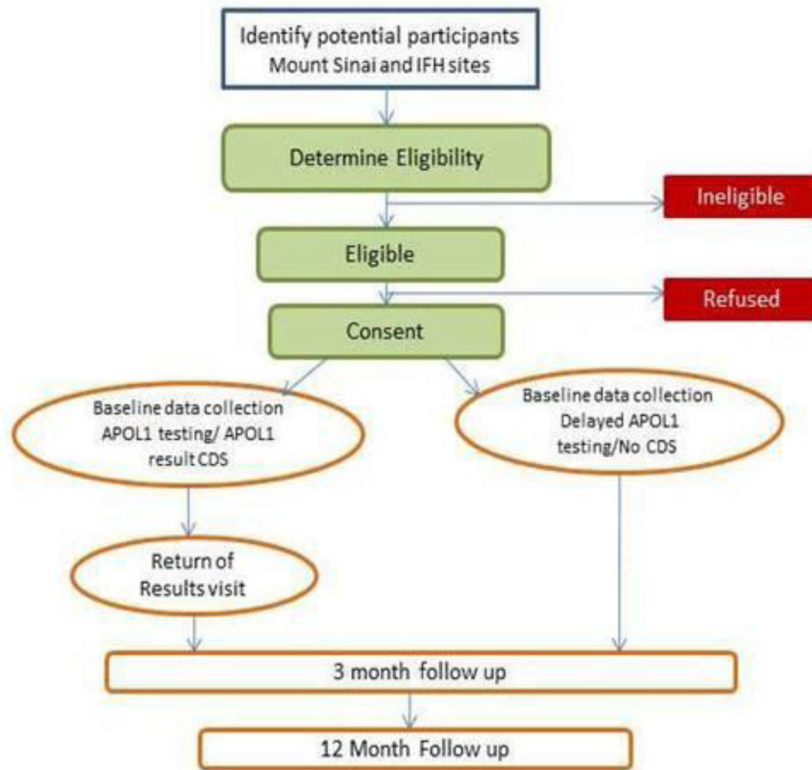 Identify potential participants
Mount Sinai and IFH sites
Determine Eligibility
Ineligible
Eligible
Refused
Consent
Baseline data collection
APOL1 testing/ APOL1
result CDS
Baseline data collection
Delayed APOL1
testing/No CDS
Return of
Results visit
3 month follow up
12 Month Follow up